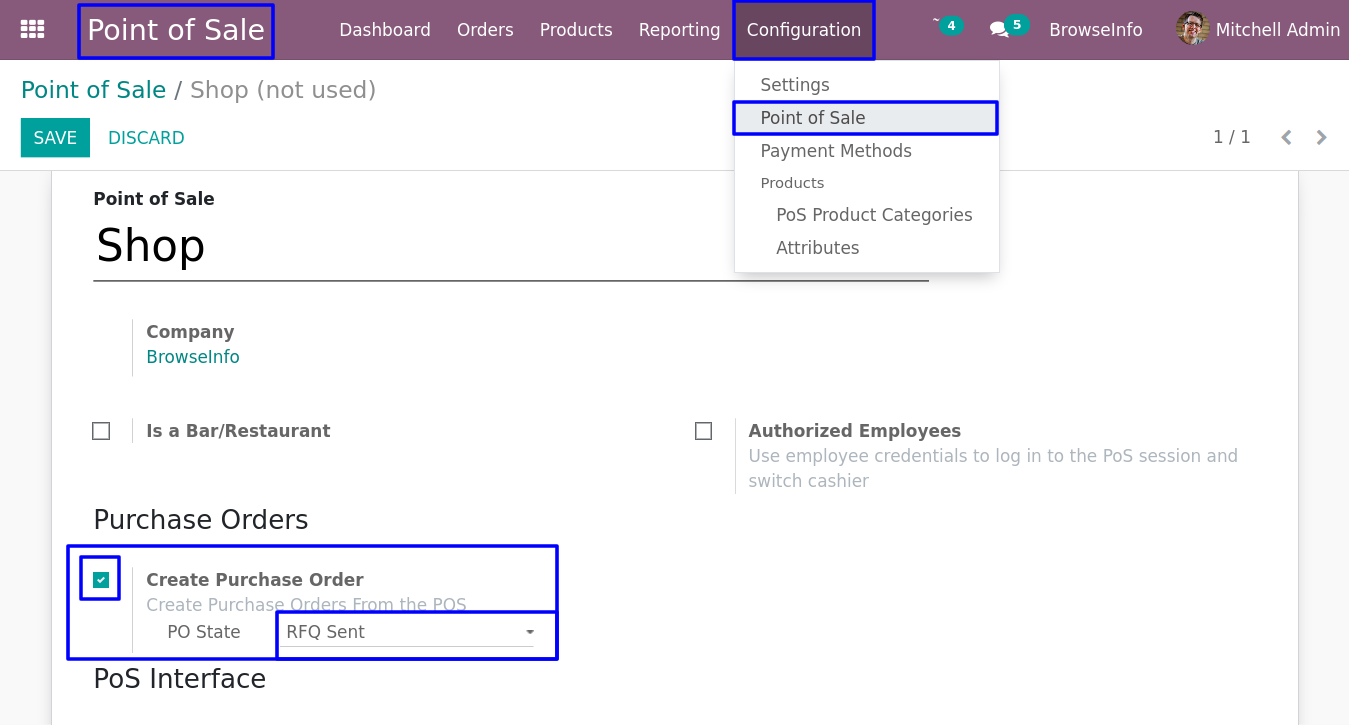 Point of Sale Dashboard Orders Products Reporting Configuration 4 5 BrowseInfo Mitchell Admin
Point of Sale / Shop (not used)
SAVE DISCARD
1 / 1
Settings
Point of Sale
Payment Methods
Products
PoS Product Categories
Attributes
Point of Sale
Shop
Company
BrowseInfo
Is a Bar/Restaurant
Authorized Employees
Use employee credentials to log in to the PoS session and
switch cashier
Purchase Orders
Create Purchase Order
Create Purchase Orders From the POS
PO State RFQ Sent
PoS Interface